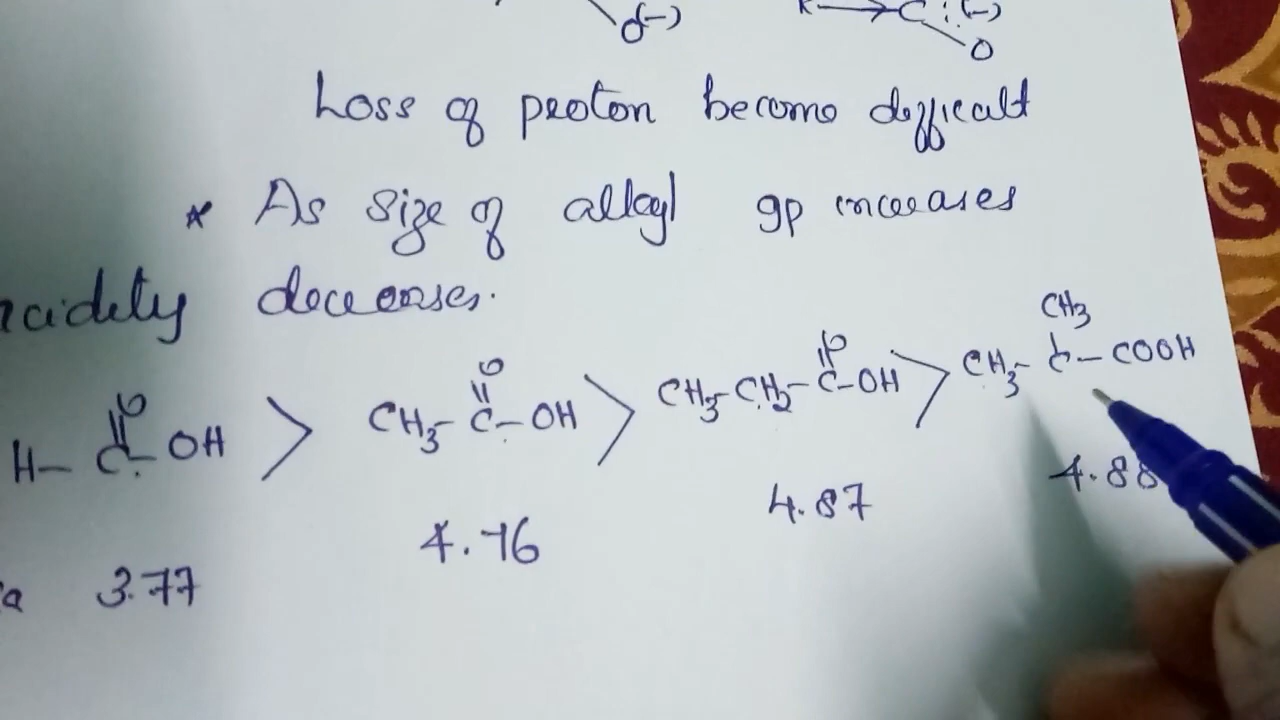 O(-) R → C (-)
O
Loss of proton become difficult
* As size of alkyl gp increases
acidity decreases.
CH3
O O O
H- C- OH > CH3- C- OH > CH3-CH2-C-OH > CH3- C- COOH
3.77 4.76 4.87 4.88